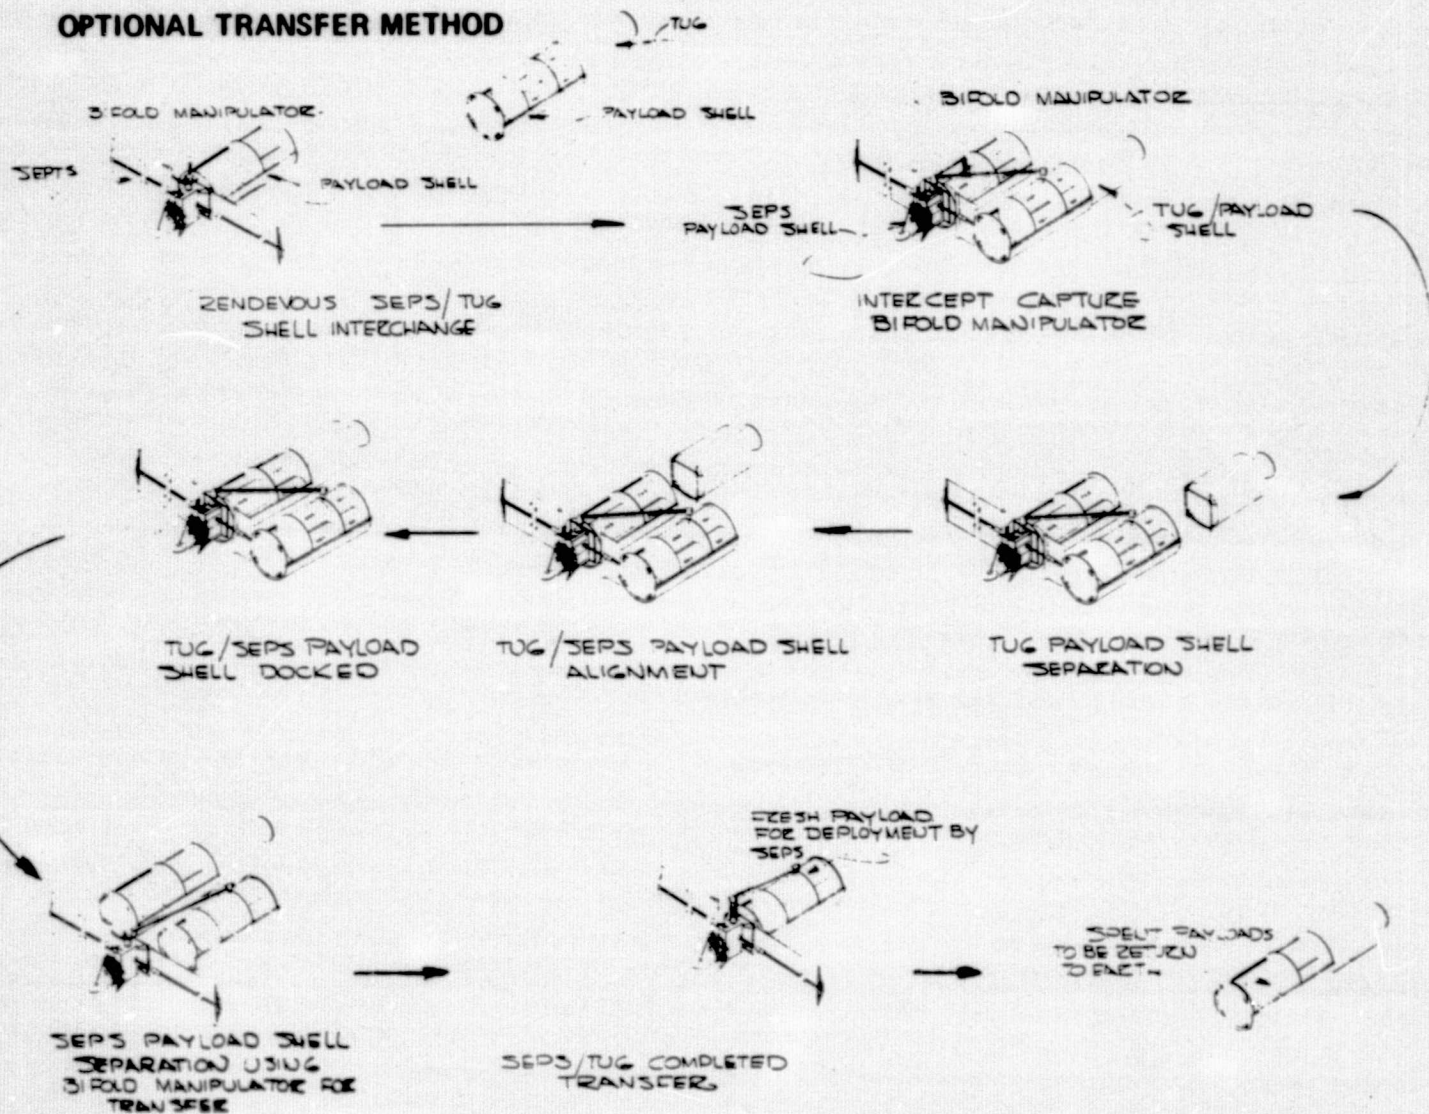 OPTIONAL TRANSFER METHOD
TUG
BIFOLD MANIPULATOR
PAYLOAD SHELL
SEPTS
PAYLOAD SHELL
BIFOLD MANIPULATOR
SEPS
PAYLOAD SHELL
TUG/PAYLOAD
SHELL
RENDEVOUS SEPS/TUG
SHELL INTERCHANGE
INTERCEPT CAPTURE
BIFOLD MANIPULATOR
TUG/SEPS PAYLOAD
SHELL DOCKED
TUG/SEPS PAYLOAD SHELL
ALIGNMENT
TUG PAYLOAD SHELL
SEPARATION
FRESH PAYLOAD
FOR DEPLOYMENT BY
SEPS
SPENT PAYLOADS
TO BE RETURN
TO EARTH
SEPS PAYLOAD SHELL
SEPARATION USING
BIFOLD MANIPULATOR FOR
TRANSFER
SEPS/TUG COMPLETED
TRANSFER